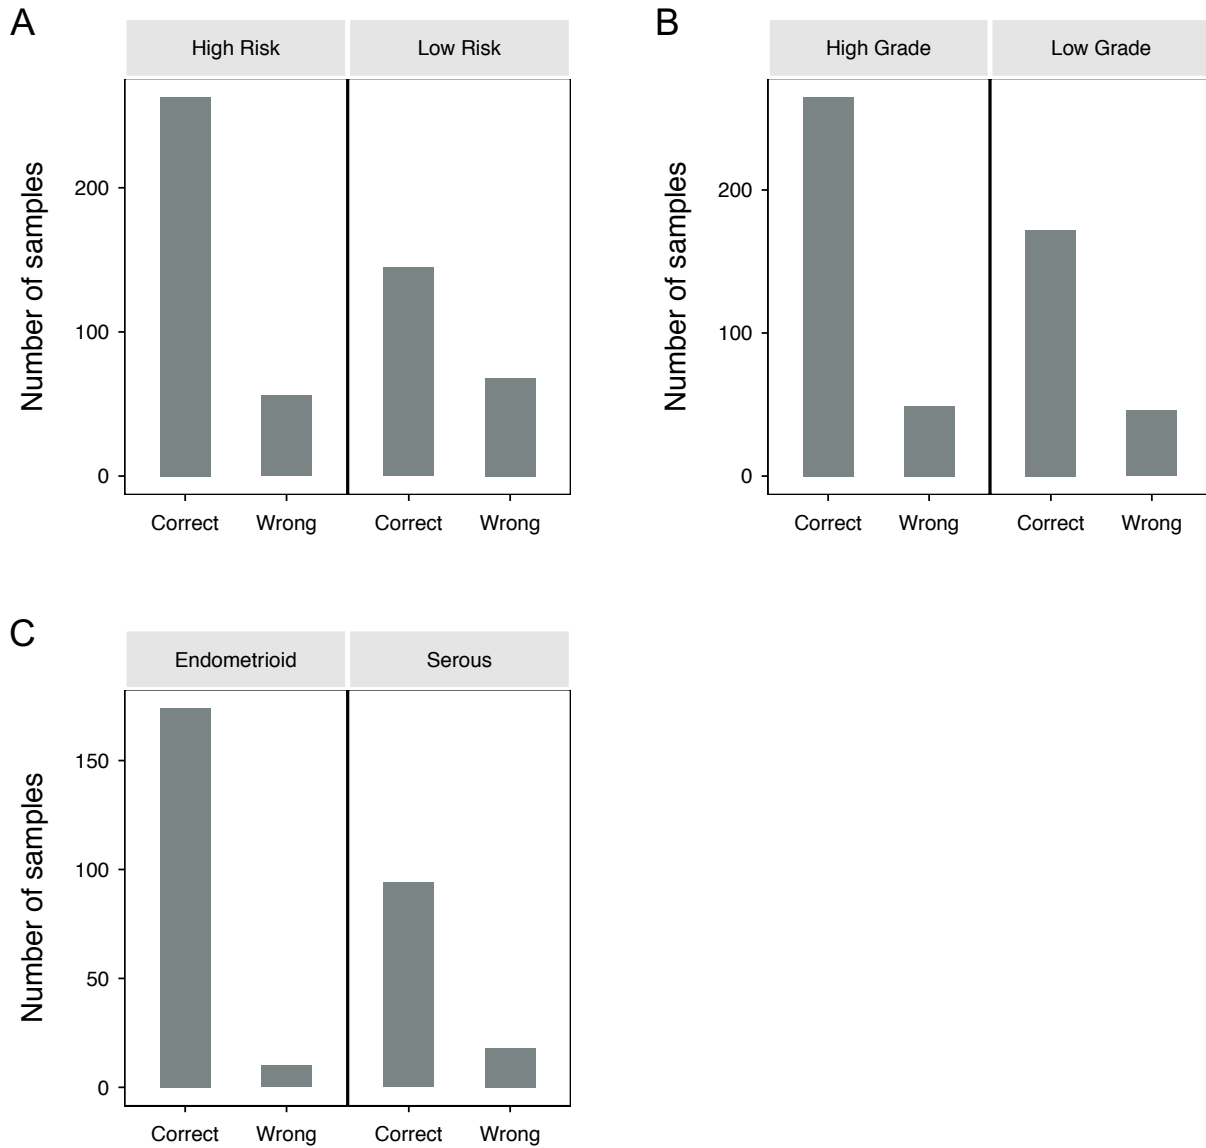 A
High Risk
Low Risk
Number of samples
200
100
0
Correct
Wrong
Correct
Wrong
B
High Grade
Low Grade
Number of samples
200
100
0
Correct
Wrong
Correct
Wrong
C
Endometrioid
Serous
Number of samples
150
100
50
0
Correct
Wrong
Correct
Wrong